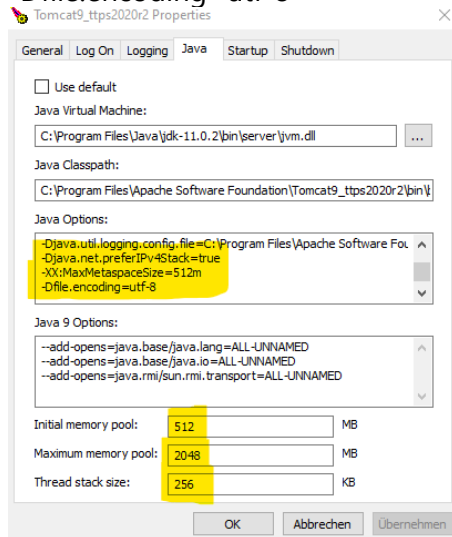 Tomcat9_ttps2020r2 Properties
General Log On Logging Java Startup Shutdown
Use default
Java Virtual Machine:
C:\Program Files\Java\jdk-11.0.2\bin\server\jvm.dll ...
Java Classpath:
C:\Program Files\Apache Software Foundation\Tomcat9_ttps2020r2\bin\
Java Options:
-Djava.util.logging.config.file=C:\Program Files\Apache Software Fou
-Djava.net.preferIPv4Stack=true
-XX:MaxMetaspaceSize=512m
-Dfile.encoding=utf-8
Java 9 Options:
--add-opens=java.base/java.lang=ALL-UNNAMED
--add-opens=java.base/java.io=ALL-UNNAMED
--add-opens=java.rmi/sun.rmi.transport=ALL-UNNAMED
Initial memory pool: 512 MB
Maximum memory pool: 2048 MB
Thread stack size: 256 KB
OK Abbrechen Übernehmen